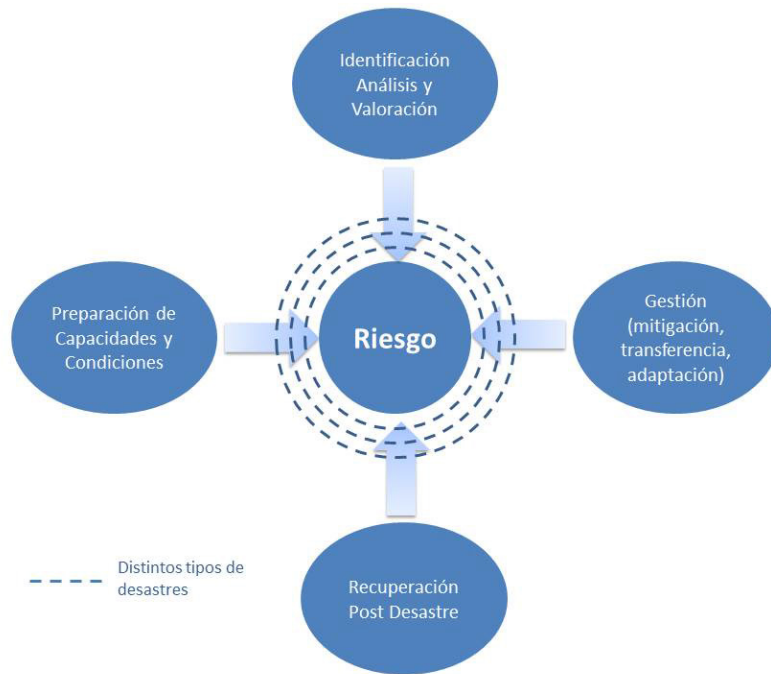 Identificación
Análisis y
Valoración
Preparación de
Capacidades y
Condiciones
Riesgo
Gestión
(mitigación,
transferencia,
adaptación)
Recuperación
Post Desastre
Distintos tipos de
desastres